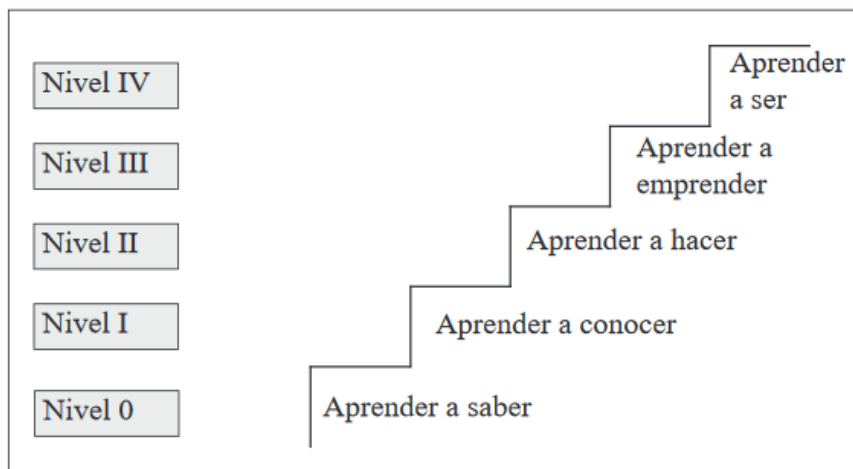 Nivel IV
Aprender
a ser
Nivel III
Aprender a
emprender
Nivel II
Aprender a hacer
Nivel I
Aprender a conocer
Nivel 0
Aprender a saber